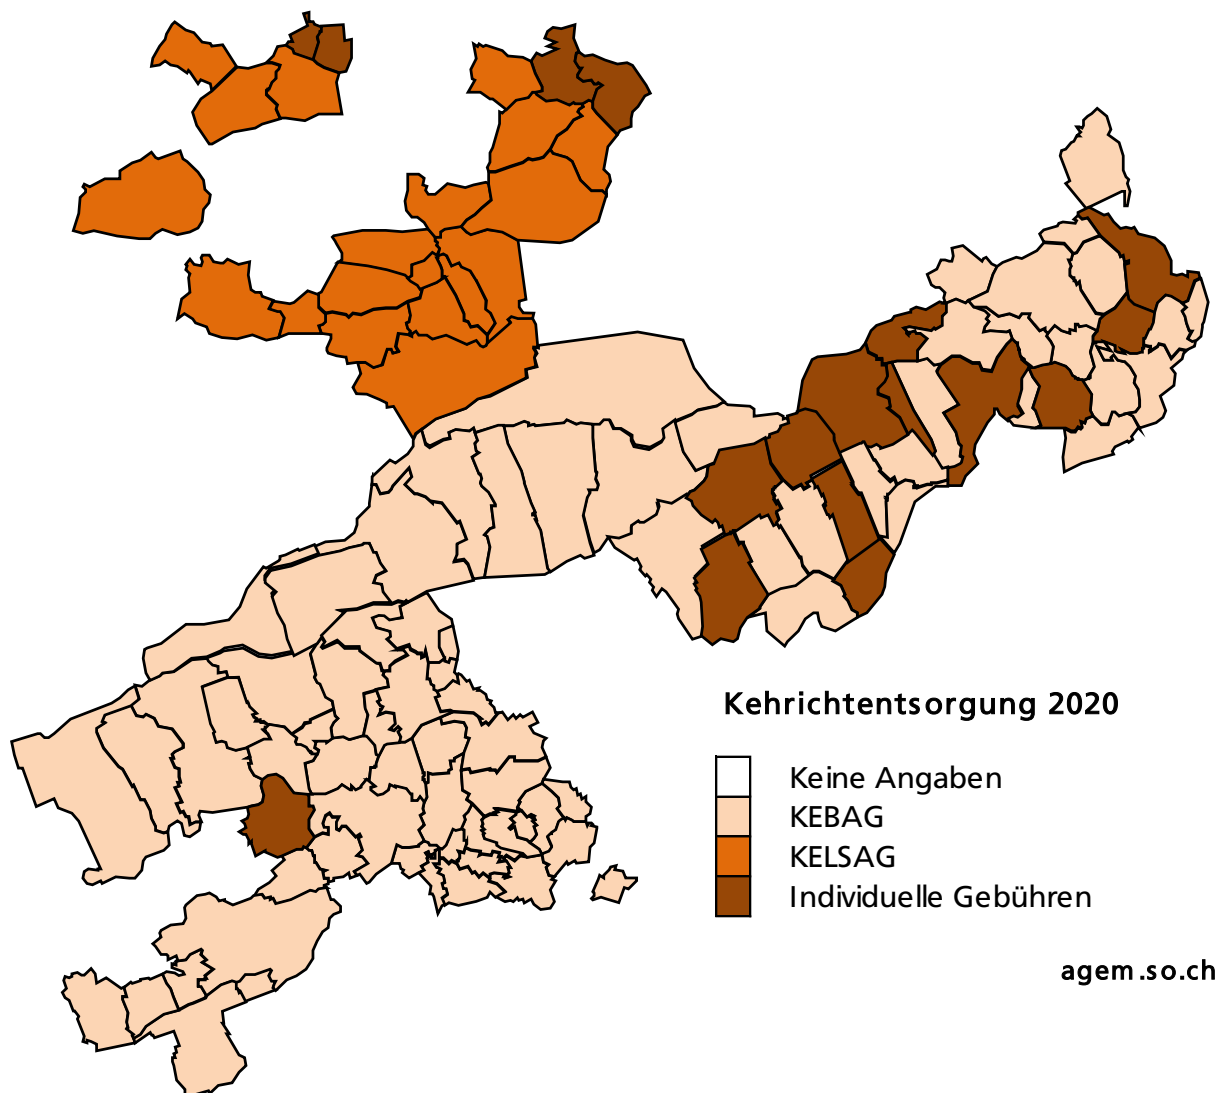 Kehrichtentsorgung 2020
Keine Angaben
KEBAG
KELSAG
Individuelle Gebühren
agem.so.ch